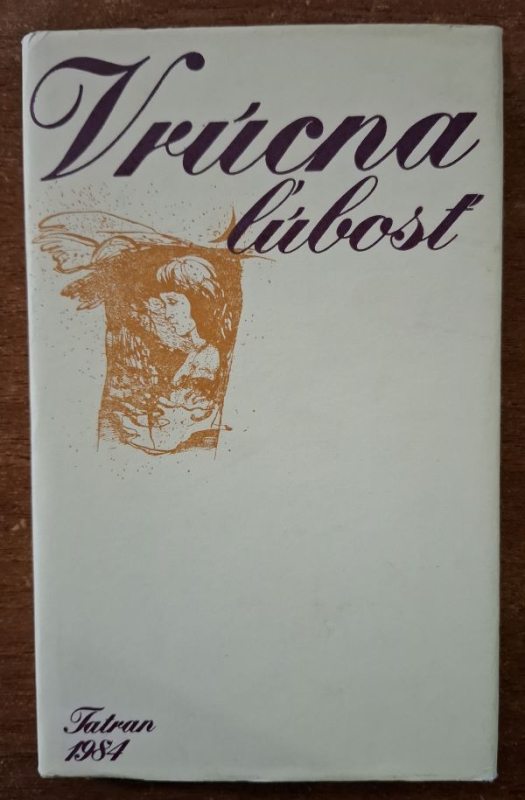 Vrúcna
ľúbosť
Tatran
1984